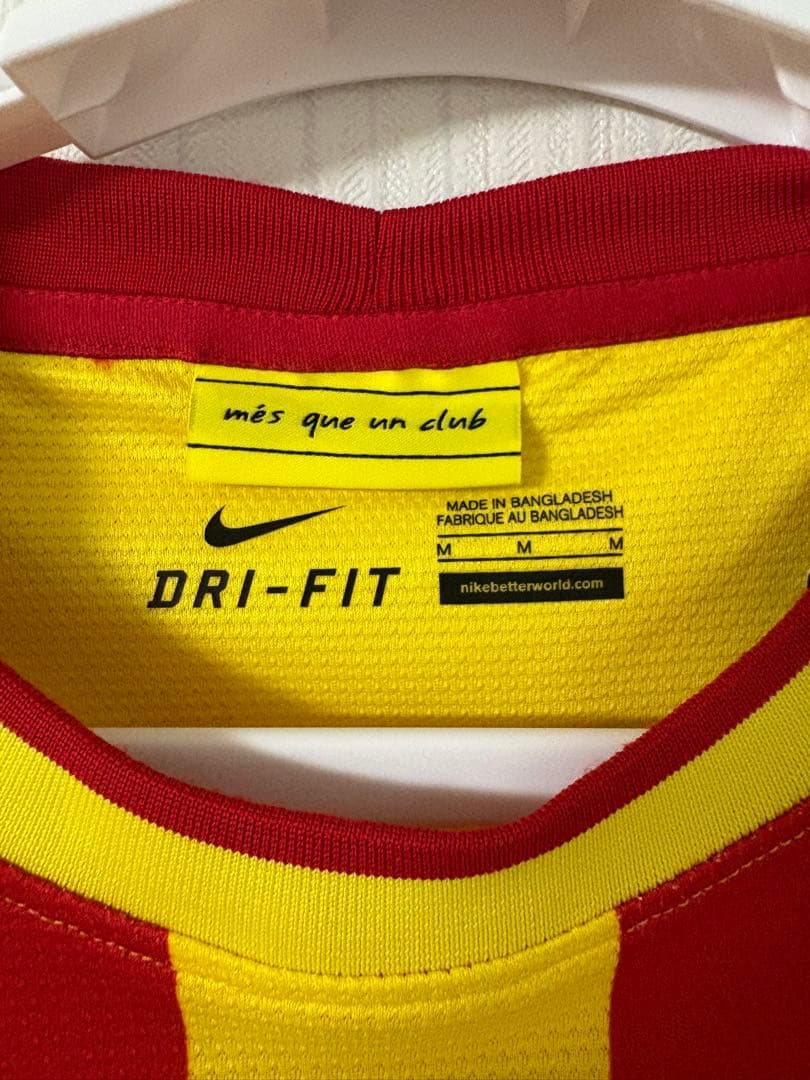 més que un club
DRI-FIT
MADE IN BANGLADESH
FABRIQUE AU BANGLADESH
M M M
nikebetterworld.com